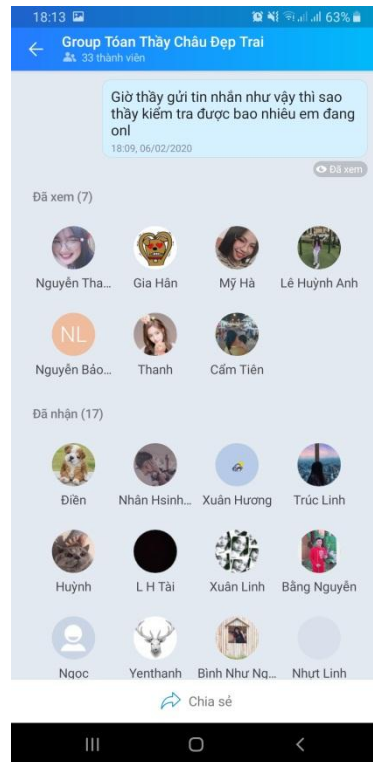 18:13 63%
Group Tóan Thầy Châu Đẹp Trai
33 thành viên
Giờ thầy gửi tin nhắn như vậy thì sao
thầy kiểm tra được bao nhiêu em đang
onl
18:09, 06/02/2020
Đã xem
Đã xem (7)
Nguyễn Tha... Gia Hân Mỹ Hà Lê Huỳnh Anh
NL
Nguyễn Bảo... Thanh Cẩm Tiên
Đã nhận (17)
Điền Nhân Hsinh... Xuân Hương Trúc Linh
Huỳnh L H Tài Xuân Linh Bằng Nguyễn
Ngọc Yenthanh Bình Như Ng... Nhựt Linh
Chia sẻ